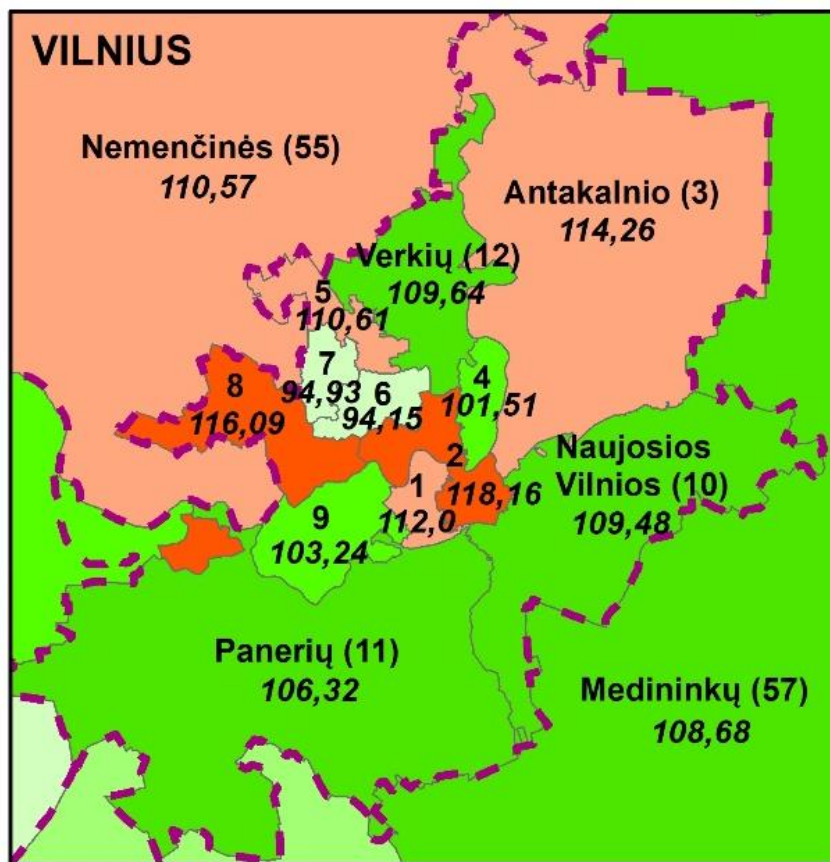 VILNIUS
Nemenčinės (55)
110,57
Antakalnio (3)
114,26
Verkių (12)
109,64
5
110,61
7
94,93
6
94,15
8
116,09
4
101,51
2
118,16
1
112,0
9
103,24
Naujosios
Vilnios (10)
109,48
Panerių (11)
106,32
Medininkų (57)
108,68